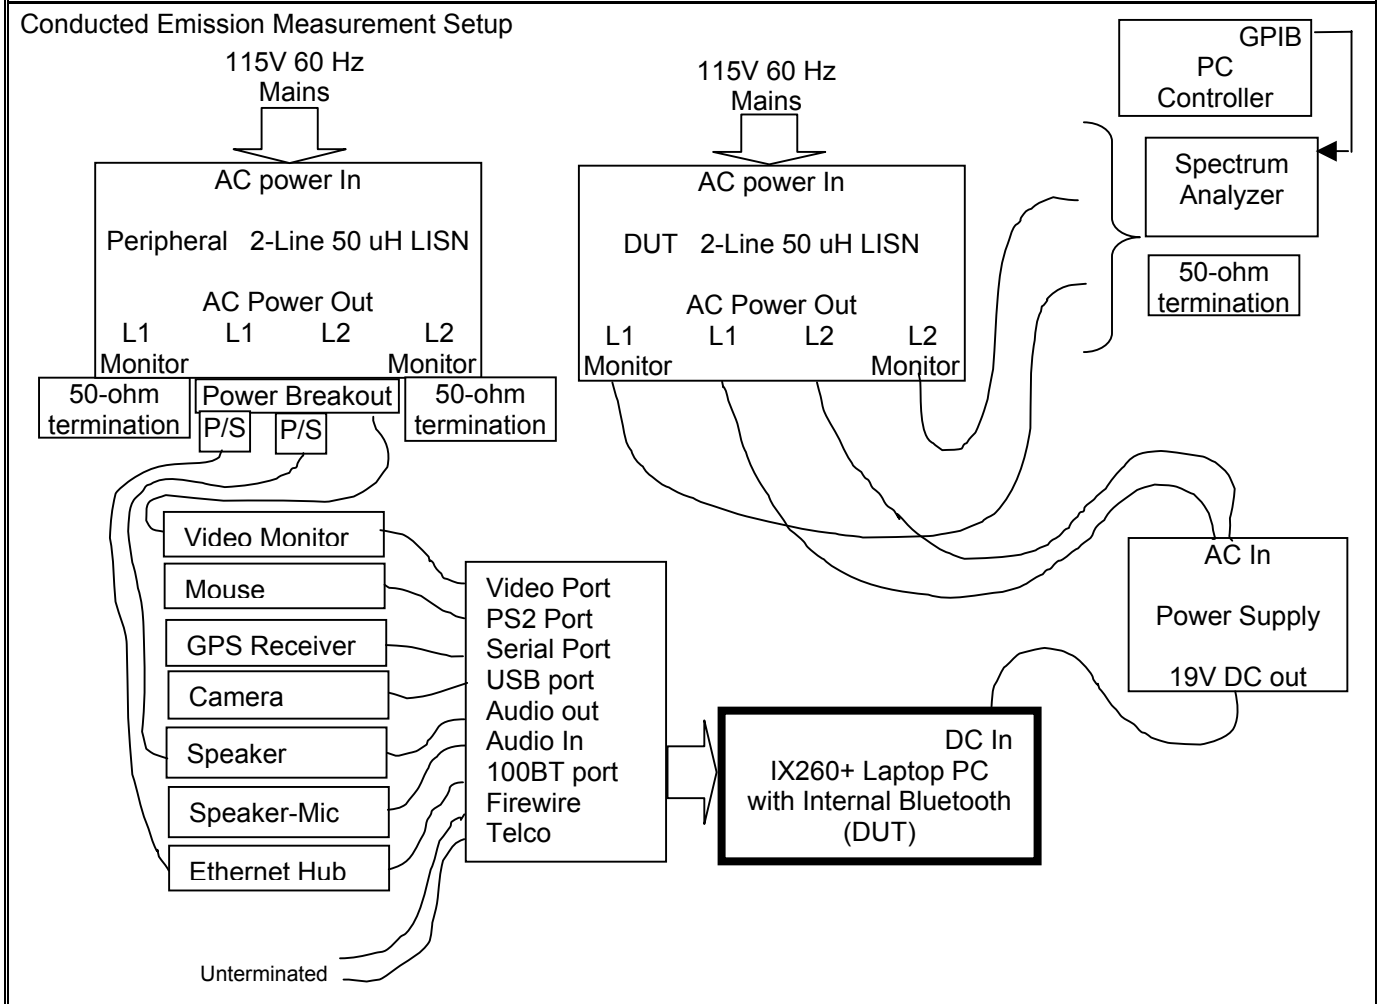 Conducted Emission Measurement Setup
115V 60 Hz
Mains
AC power In
Peripheral 2-Line 50 uH LISN
AC Power Out
L1 L1 L2 L2
Monitor Monitor
50-ohm
termination
Power Breakout
P/S P/S
50-ohm
termination
115V 60 Hz
Mains
AC power In
DUT 2-Line 50 uH LISN
AC Power Out
L1 L1 L2 L2
Monitor Monitor
GPIB
PC
Controller
Spectrum
Analyzer
50-ohm
termination
AC In
Power Supply
19V DC out
Video Monitor
Mouse
GPS Receiver
Camera
Speaker
Speaker-Mic
Ethernet Hub
Unterminated
Video Port
PS2 Port
Serial Port
USB port
Audio out
Audio In
100BT port
Firewire
Telco
DC In
IX260+ Laptop PC
with Internal Bluetooth
(DUT)